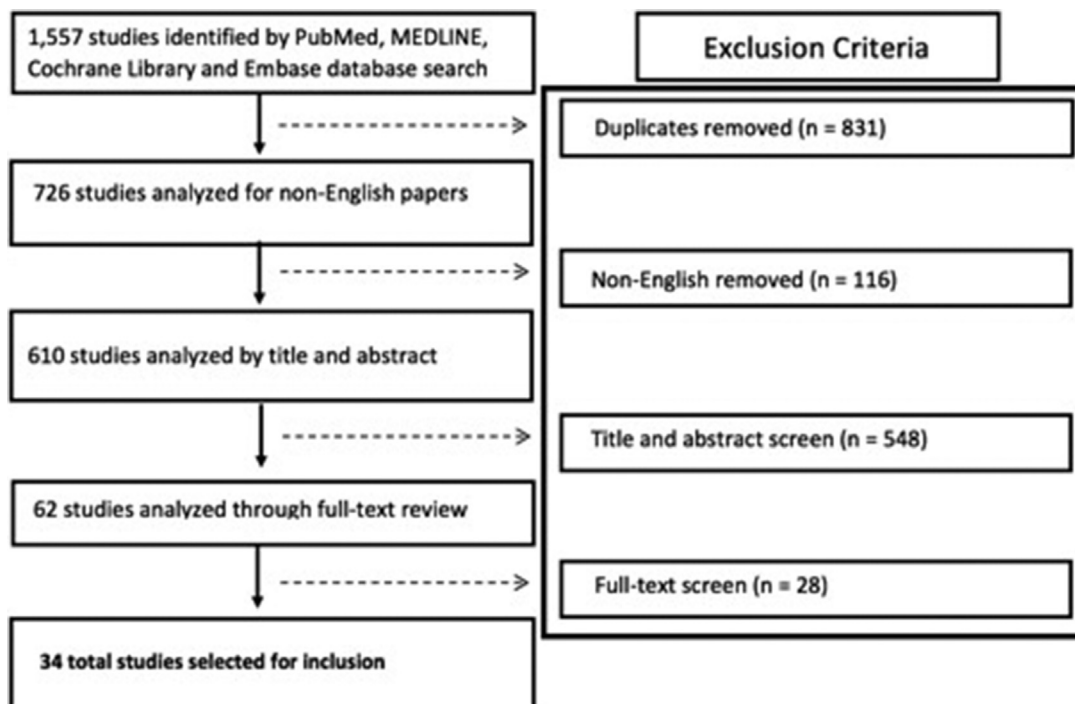 1,557 studies identified by PubMed, MEDLINE,
Cochrane Library and Embase database search
Exclusion Criteria
Duplicates removed (n = 831)
726 studies analyzed for non-English papers
Non-English removed (n = 116)
610 studies analyzed by title and abstract
Title and abstract screen (n = 548)
62 studies analyzed through full-text review
Full-text screen (n = 28)
34 total studies selected for inclusion